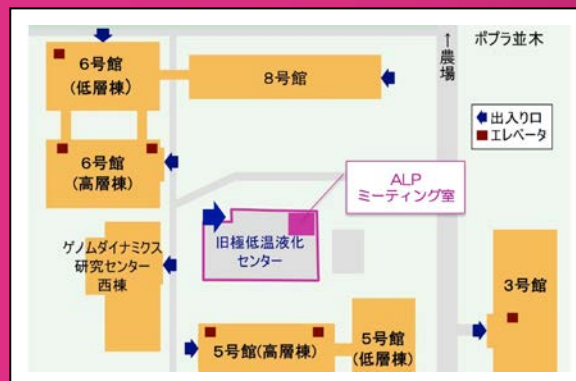 6号館
(低層棟)
8号館
↑農場
ポプラ並木
出入り口
エレベータ
6号館
(高層棟)
ALP
ミーティング室
旧極低温液化
センター
ゲノムダイナミクス
研究センター
西棟
3号館
5号館(高層棟)
5号館
(低層棟)